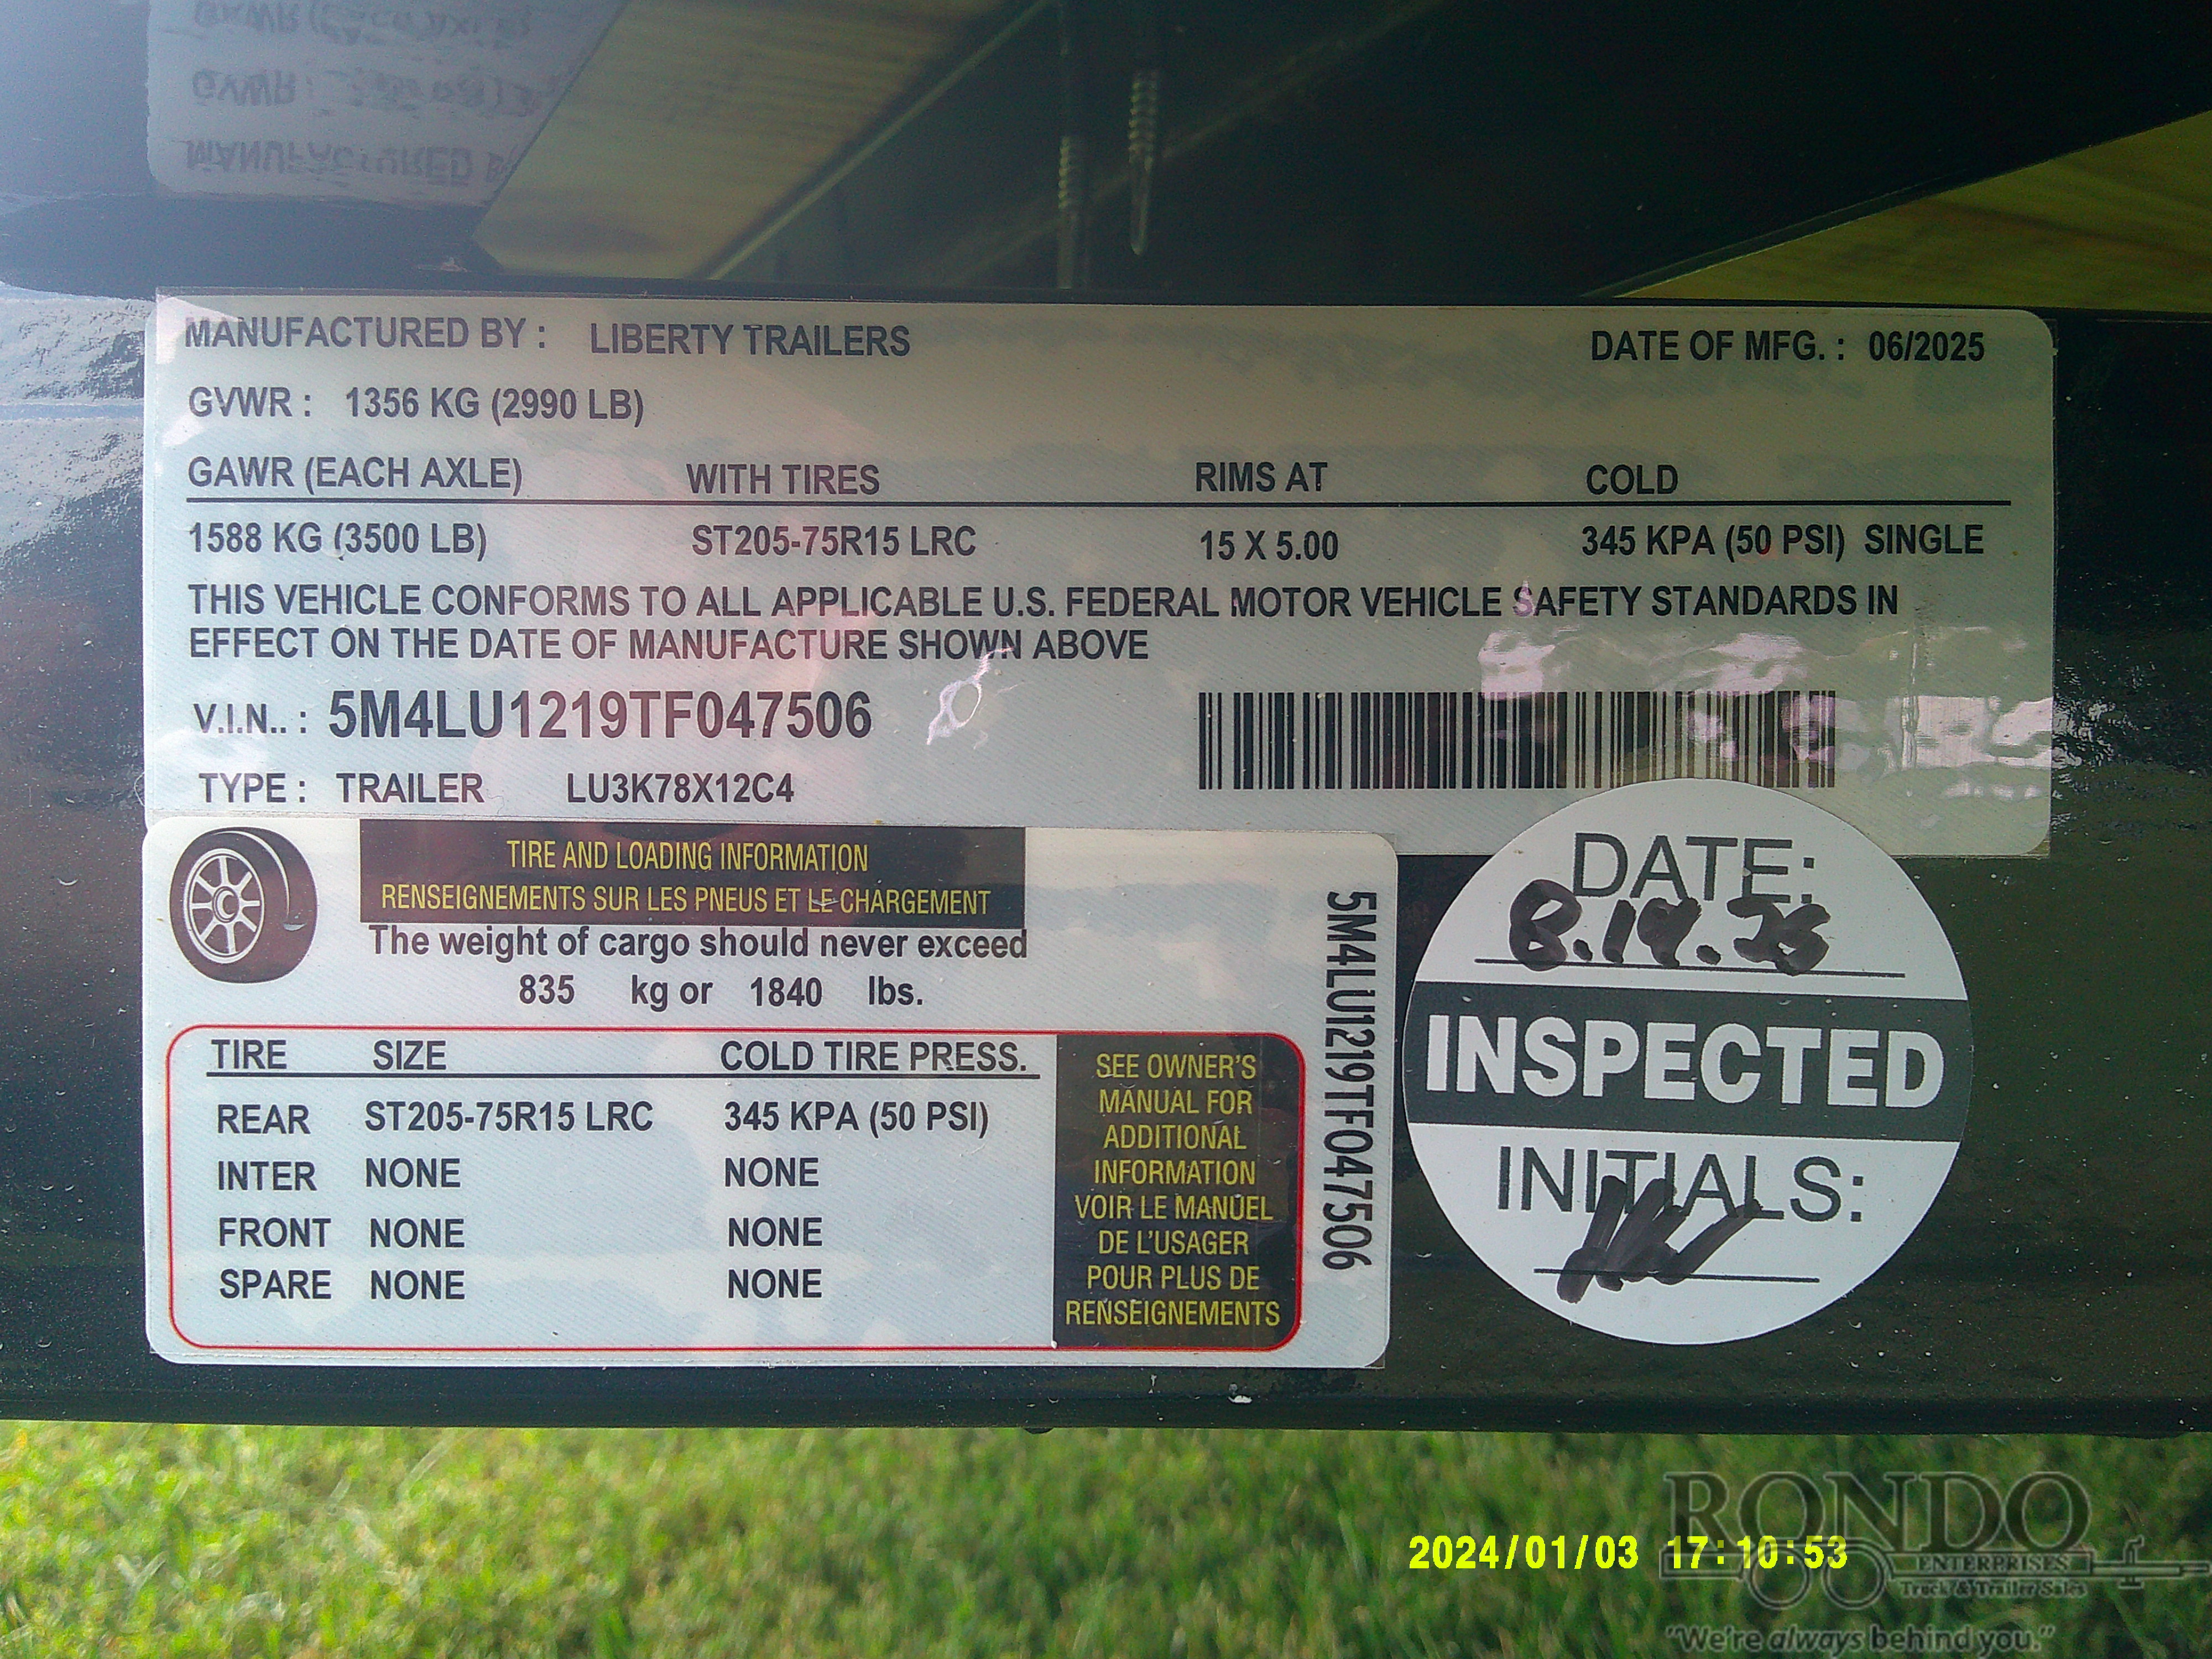 MANUFACTURED BY : LIBERTY TRAILERS DATE OF MFG. : 06/2025
GVWR : 1356 KG (2990 LB)
GAWR (EACH AXLE) WITH TIRES RIMS AT COLD
1588 KG (3500 LB) ST205-75R15 LRC 15 X 5.00 345 KPA (50 PSI) SINGLE
THIS VEHICLE CONFORMS TO ALL APPLICABLE U.S. FEDERAL MOTOR VEHICLE SAFETY STANDARDS IN
EFFECT ON THE DATE OF MANUFACTURE SHOWN ABOVE
V.I.N.. : 5M4LU1219TF047506
TYPE : TRAILER LU3K78X12C4
TIRE AND LOADING INFORMATION
RENSEIGNEMENTS SUR LES PNEUS ET LE CHARGEMENT
The weight of cargo should never exceed
835 kg or 1840 lbs.
TIRE SIZE COLD TIRE PRESS.
REAR ST205-75R15 LRC 345 KPA (50 PSI)
INTER NONE NONE
FRONT NONE NONE
SPARE NONE NONE
SEE OWNER'S
MANUAL FOR
ADDITIONAL
INFORMATION
VOIR LE MANUEL
DE L'USAGER
POUR PLUS DE
RENSEIGNEMENTS
5M4LU1219TF047506
DATE:
INSPECTED
INITIALS:
2024/01/03 17:10:53
RONDO
ENTERPRISES
Truck & Trailer Sales
"We're always behind you."